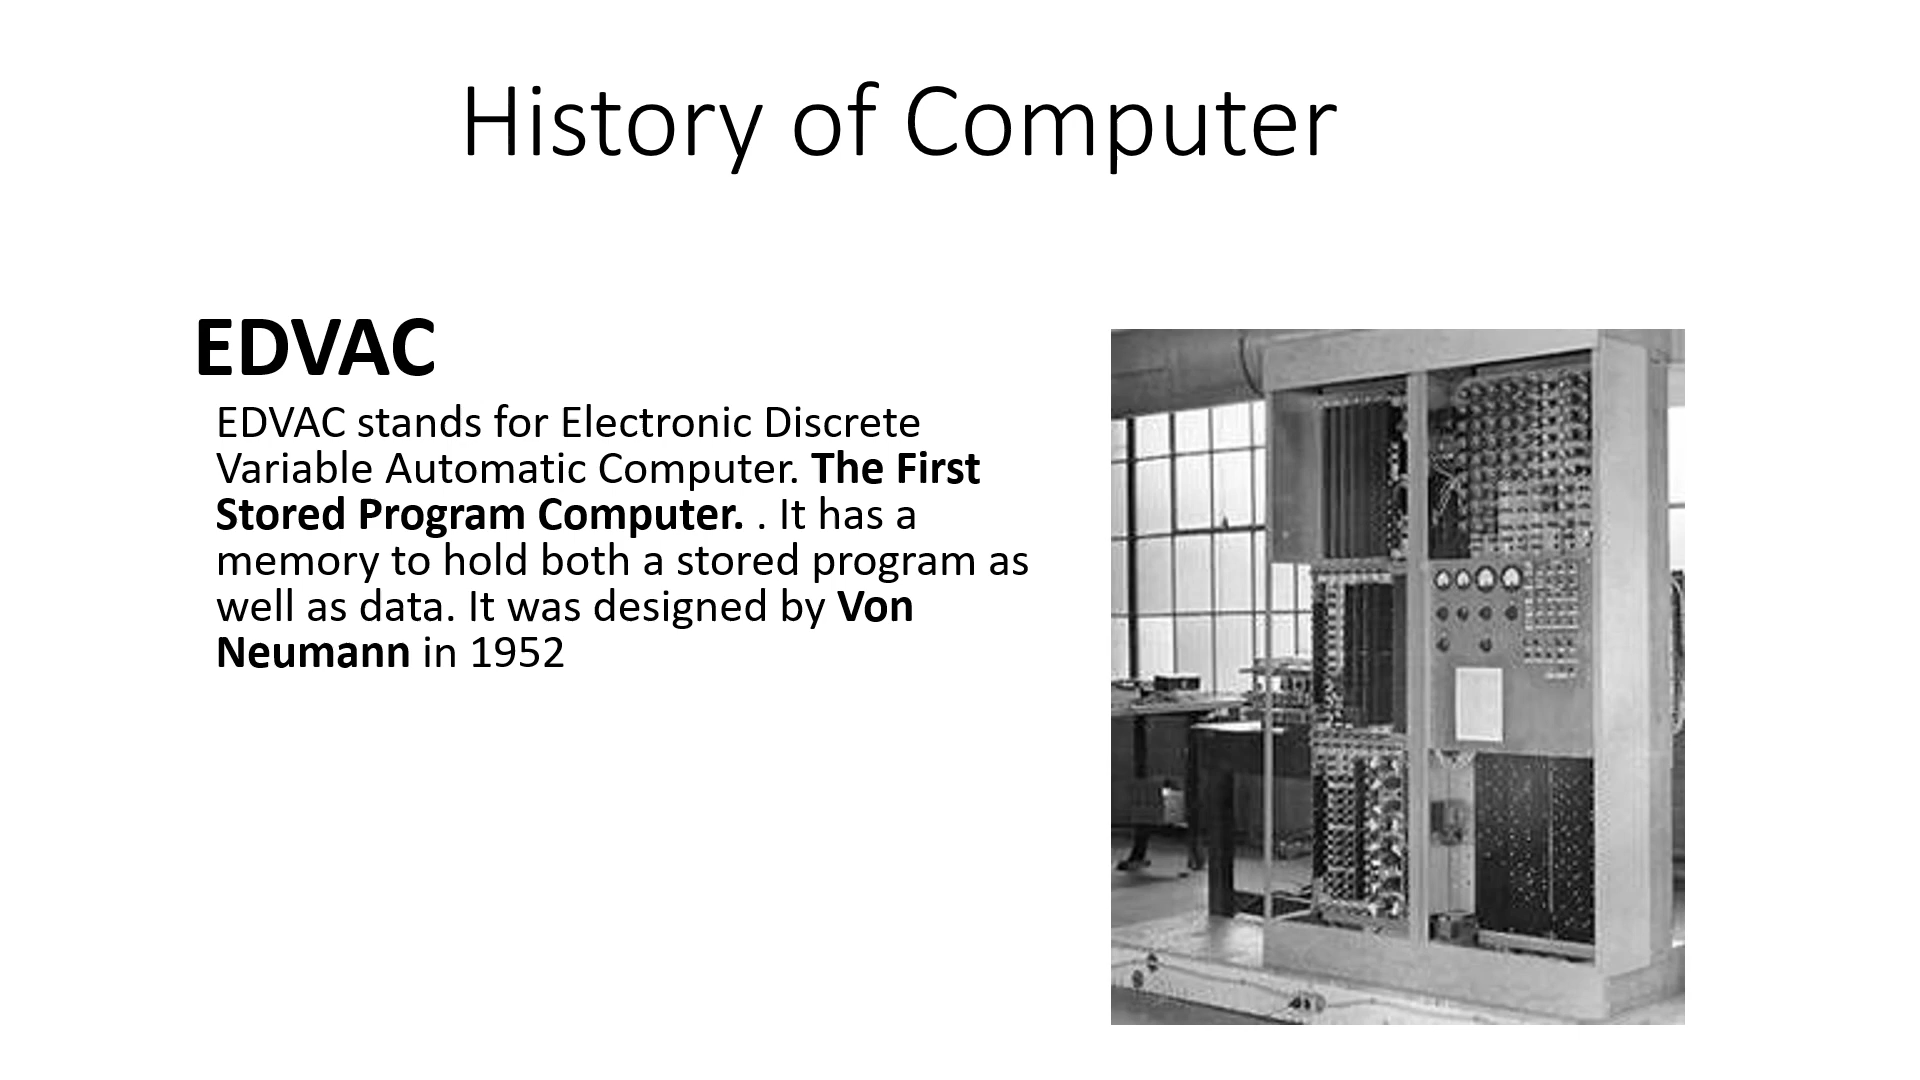 History of Computer
EDVAC
EDVAC stands for Electronic Discrete
Variable Automatic Computer. The First
Stored Program Computer. . It has a
memory to hold both a stored program as
well as data. It was designed by Von
Neumann in 1952